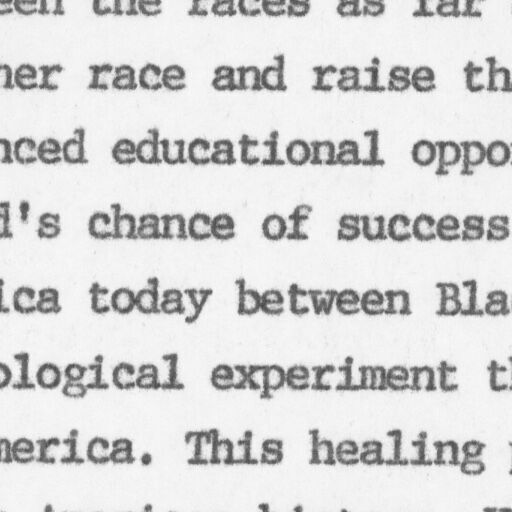 een the races as far
her race and raise th
nced educational oppo
d's chance of success
ica today between Bla
ological experiment t
merica. This healing